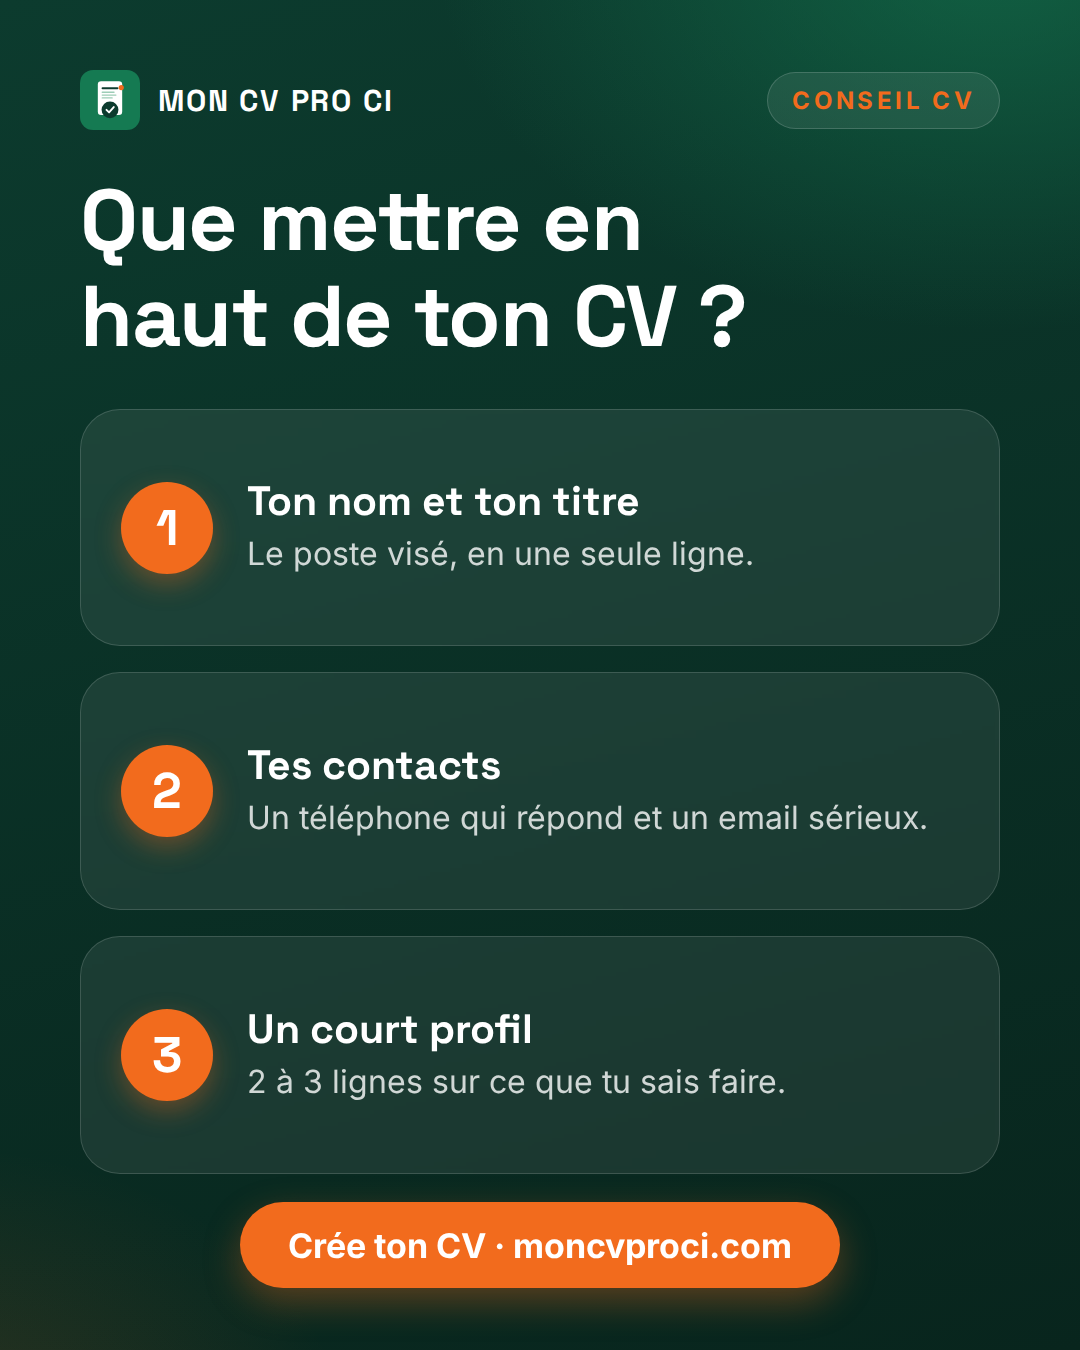 MON CV PRO CI
CONSEIL CV
Que mettre en
haut de ton CV ?
1
Ton nom et ton titre
Le poste visé, en une seule ligne.
2
Tes contacts
Un téléphone qui répond et un email sérieux.
3
Un court profil
2 à 3 lignes sur ce que tu sais faire.
Crée ton CV · moncvproci.com